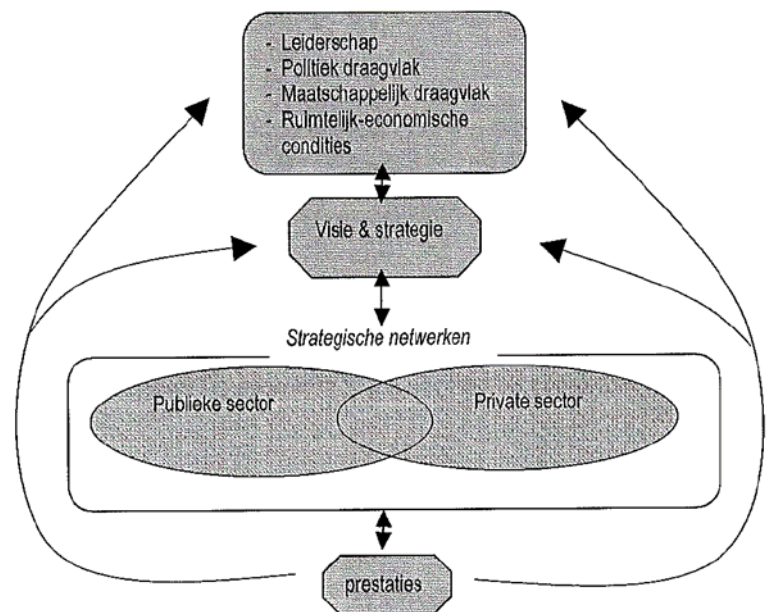 - Leiderschap
- Politiek draagvlak
- Maatschappelijk draagvlak
- Ruimtelijk-economische
condities
Visie & strategie
Strategische netwerken
Publieke sector
Private sector
prestaties